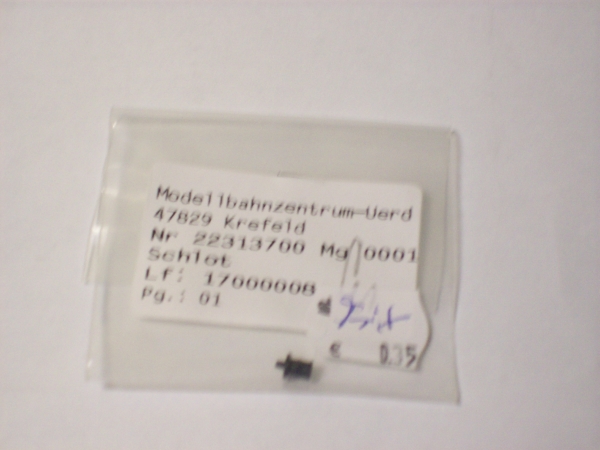 Modellbahnzentrum-Uerd
47829 Krefeld
Nr 22313700 Mg 0001
Schlot
Lf: 17000008
Pg.: 01
€ 0.35